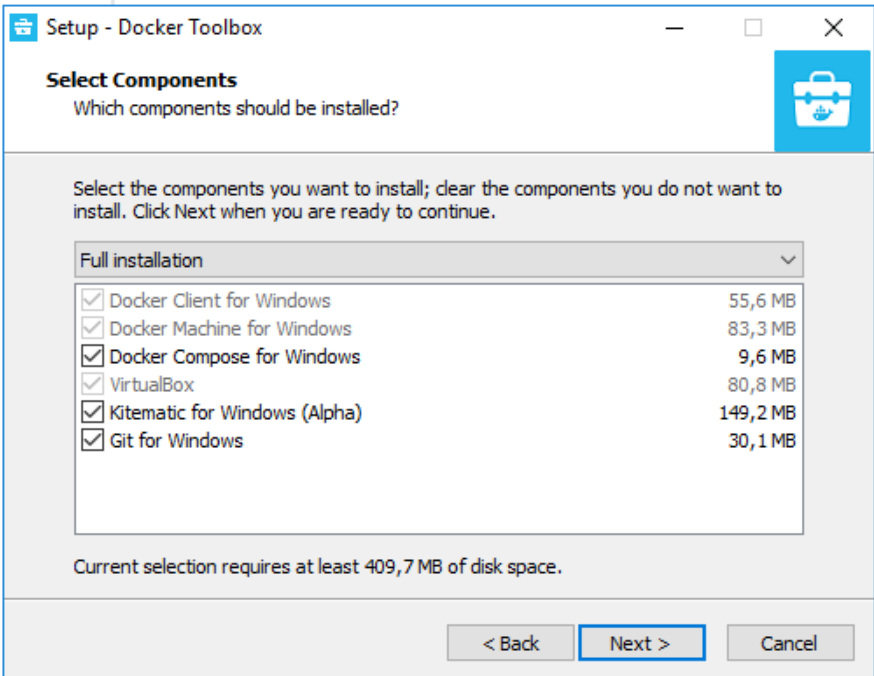 Setup - Docker Toolbox
Select Components
Which components should be installed?
Select the components you want to install; clear the components you do not want to
install. Click Next when you are ready to continue.
Full installation
Docker Client for Windows 55,6 MB
Docker Machine for Windows 83,3 MB
Docker Compose for Windows 9,6 MB
VirtualBox 80,8 MB
Kitematic for Windows (Alpha) 149,2 MB
Git for Windows 30,1 MB
Current selection requires at least 409,7 MB of disk space.
< Back Next > Cancel